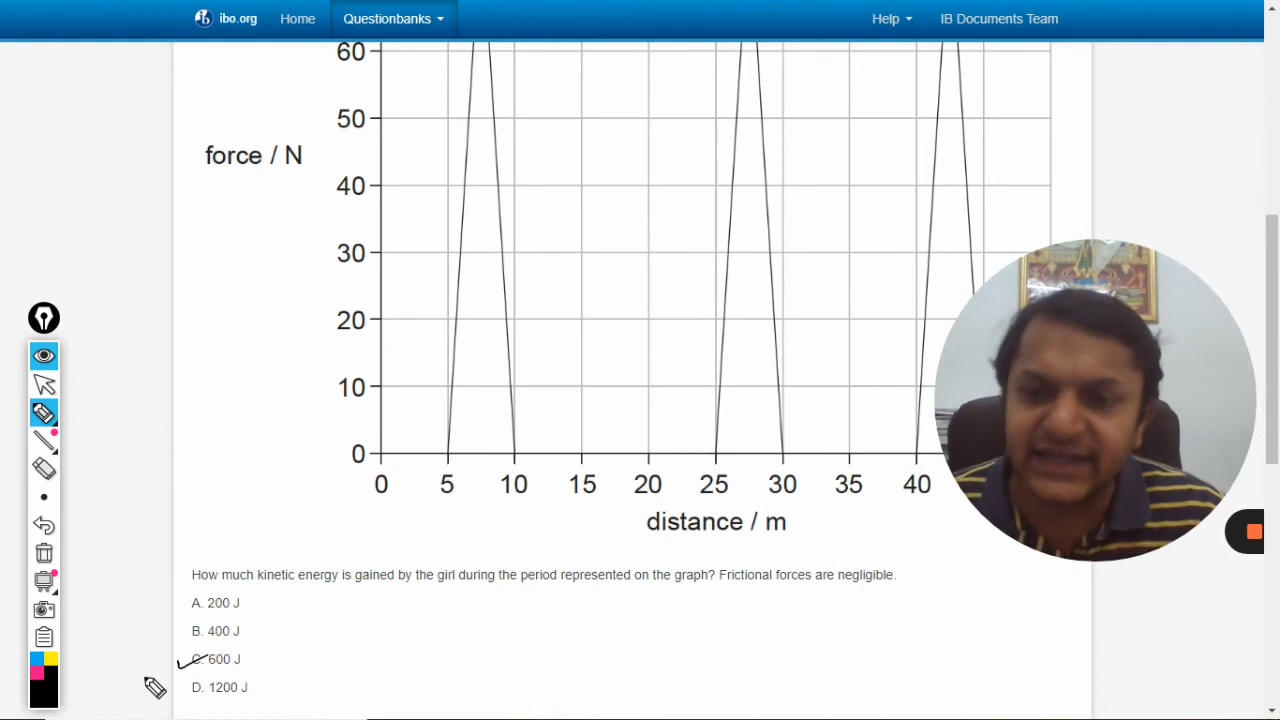 ibo.org Home Questionbanks Help IB Documents Team
60
50
force / N
40
30
20
10
0
0 5 10 15 20 25 30 35 40
distance / m
How much kinetic energy is gained by the girl during the period represented on the graph? Frictional forces are negligible.
A. 200 J
B. 400 J
C. 600 J
D. 1200 J